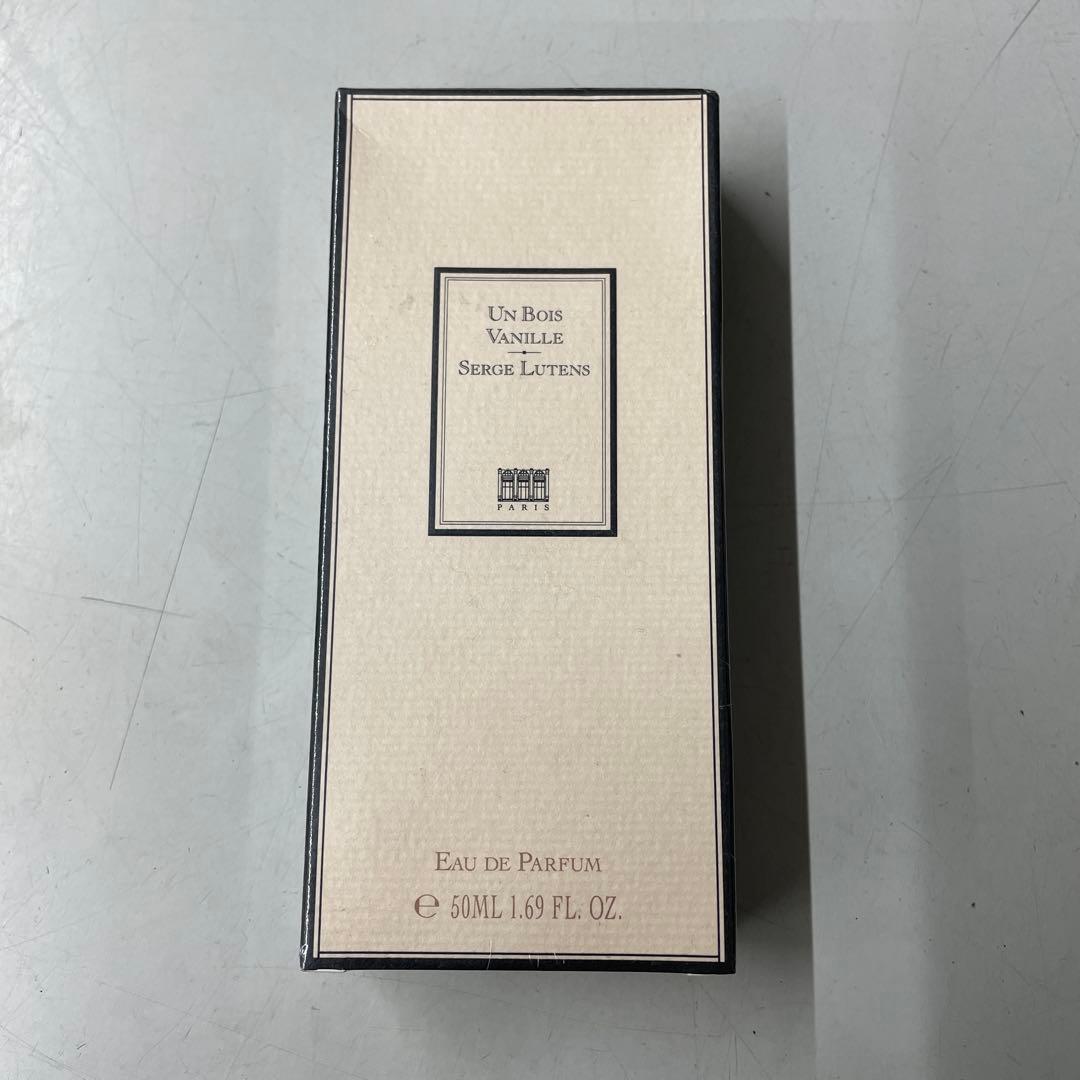 Un Bois
Vanille
Serge Lutens
PARIS
Eau de Parfum
℮ 50ML 1.69 FL. OZ.